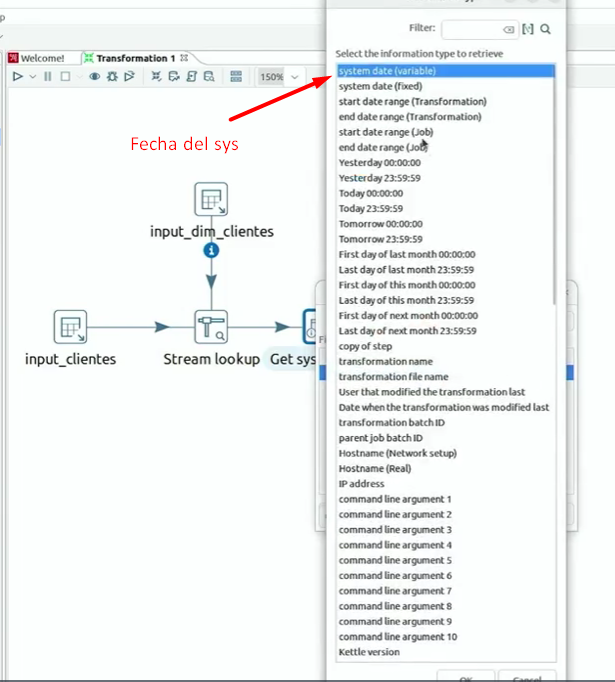 Filter:
Welcome!
Transformation 1
Select the information type to retrieve
150%
system date (variable)
system date (fixed)
start date range (Transformation)
end date range (Transformation)
start date range (Job)
end date range (Job)
Yesterday 00:00:00
Yesterday 23:59:59
Today 00:00:00
Today 23:59:59
Tomorrow 00:00:00
Tomorrow 23:59:59
First day of last month 00:00:00
Last day of last month 23:59:59
First day of this month 00:00:00
Last day of this month 23:59:59
First day of next month 00:00:00
Last day of next month 23:59:59
copy of step
transformation name
transformation file name
User that modified the transformation last
Date when the transformation was modified last
transformation batch ID
parent job batch ID
Hostname (Network setup)
Hostname (Real)
IP address
command line argument 1
command line argument 2
command line argument 3
command line argument 4
command line argument 5
command line argument 6
command line argument 7
command line argument 8
command line argument 9
command line argument 10
Kettle version
Fecha del sys
input_dim_clientes
input_clientes
Stream lookup
Get sys